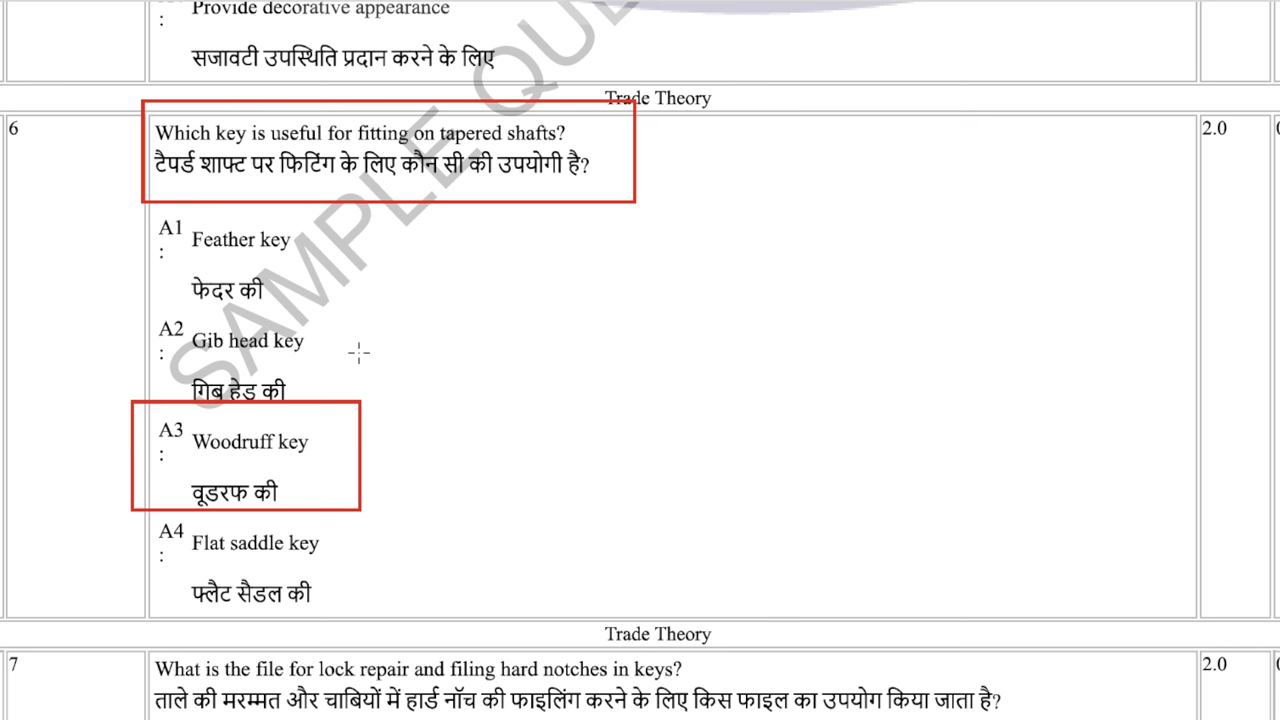 Provide decorative appearance
:
सजावटी उपस्थिति प्रदान करने के लिए
Trade Theory
6
Which key is useful for fitting on tapered shafts?
2.0
टैपर्ड शाफ्ट पर फिटिंग के लिए कौन सी की उपयोगी है?
A1
:
Feather key
फेदर की
A2
:
Gib head key
गिब हेड की
A3
:
Woodruff key
वूडरफ की
A4
:
Flat saddle key
फ्लैट सैडल की
Trade Theory
7
What is the file for lock repair and filing hard notches in keys?
2.0
ताले की मरम्मत और चाबियों में हार्ड नॉच की फाइलिंग करने के लिए किस फाइल का उपयोग किया जाता है?
SAMPLE